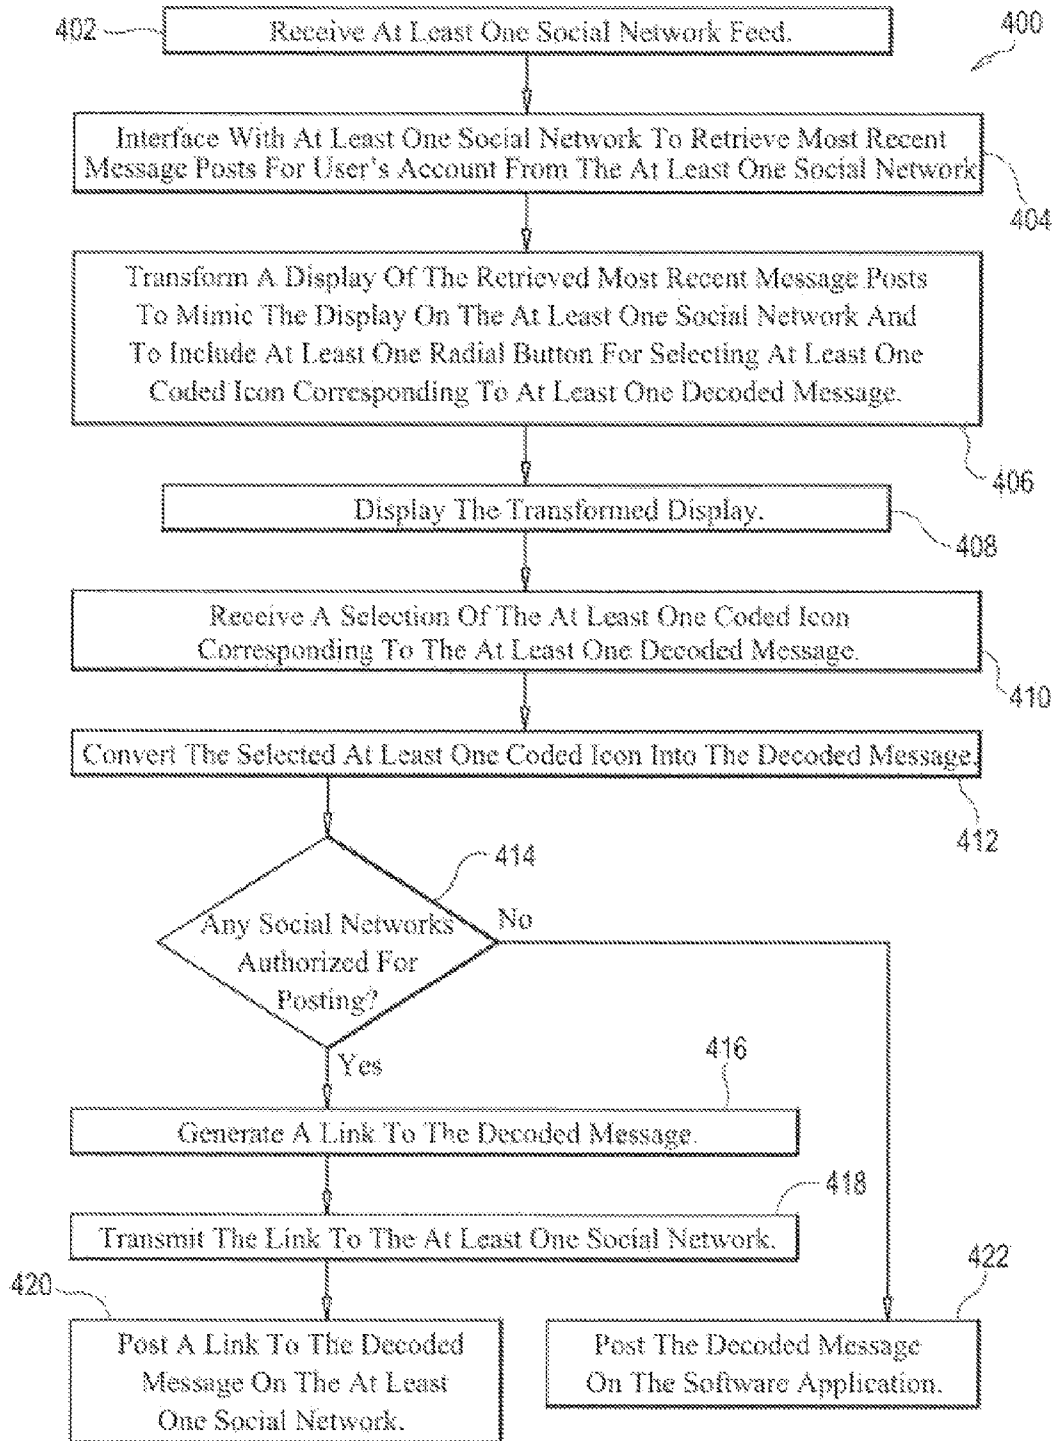 402
Receive At Least One Social Network Feed.
400
Interface With At Least One Social Network To Retrieve Most Recent
Message Posts For User's Account From The At Least One Social Network
404
Transform A Display Of The Retrieved Most Recent Message Posts
To Mimic The Display On The At Least One Social Network And
To Include At Least One Radial Button For Selecting At Least One
Coded Icon Corresponding To At Least One Decoded Message.
406
Display The Transformed Display.
408
Receive A Selection Of The At Least One Coded Icon
Corresponding To The At Least One Decoded Message.
410
Convert The Selected At Least One Coded Icon Into The Decoded Message.
412
414
Any Social Networks
Authorized For
Posting?
No
Yes
416
Generate A Link To The Decoded Message.
418
Transmit The Link To The At Least One Social Network.
420
Post A Link To The Decoded
Message On The At Least
One Social Network.
422
Post The Decoded Message
On The Software Application.